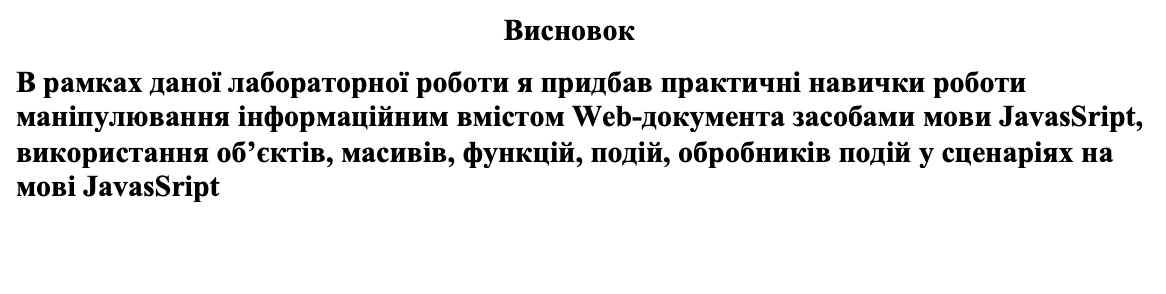 Висновок
В рамках даної лабораторної роботи я придбав практичні навички роботи
маніпулювання інформаційним вмістом Web-документа засобами мови JavasSript,
використання об’єктів, масивів, функцій, подій, обробників подій у сценаріях на
мові JavasSript